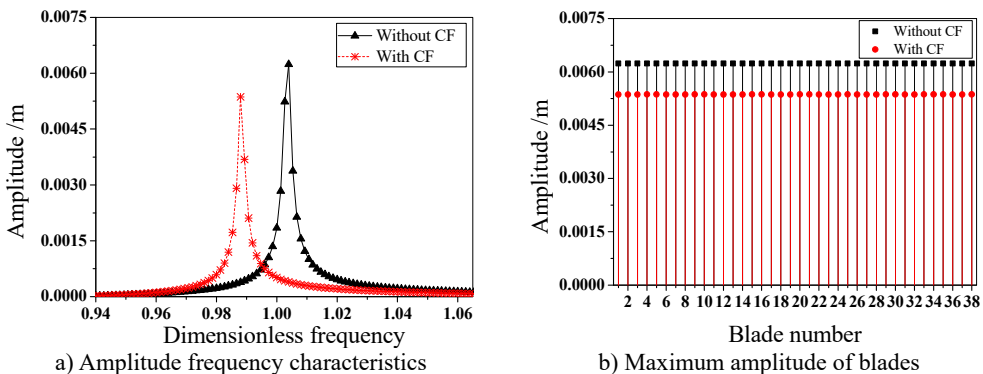 0.0075
0.0060
0.0045
0.0030
0.0015
0.0000
Amplitude /m
Without CF
With CF
0.94 0.96 0.98 1.00 1.02 1.04 1.06
Dimensionless frequency
a) Amplitude frequency characteristics
0.0075
0.0060
0.0045
0.0030
0.0015
0.0000
Amplitude /m
Without CF
With CF
2 4 6 8 10 12 14 16 18 20 22 24 26 28 30 32 34 36 38
Blade number
b) Maximum amplitude of blades